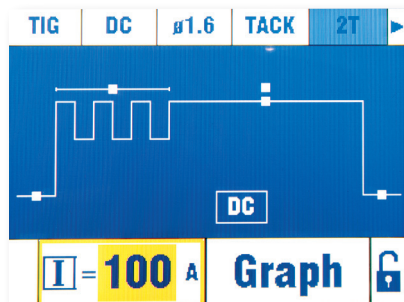 TIG DC ø1.6 TACK 2T
DC
I = 100 A Graph